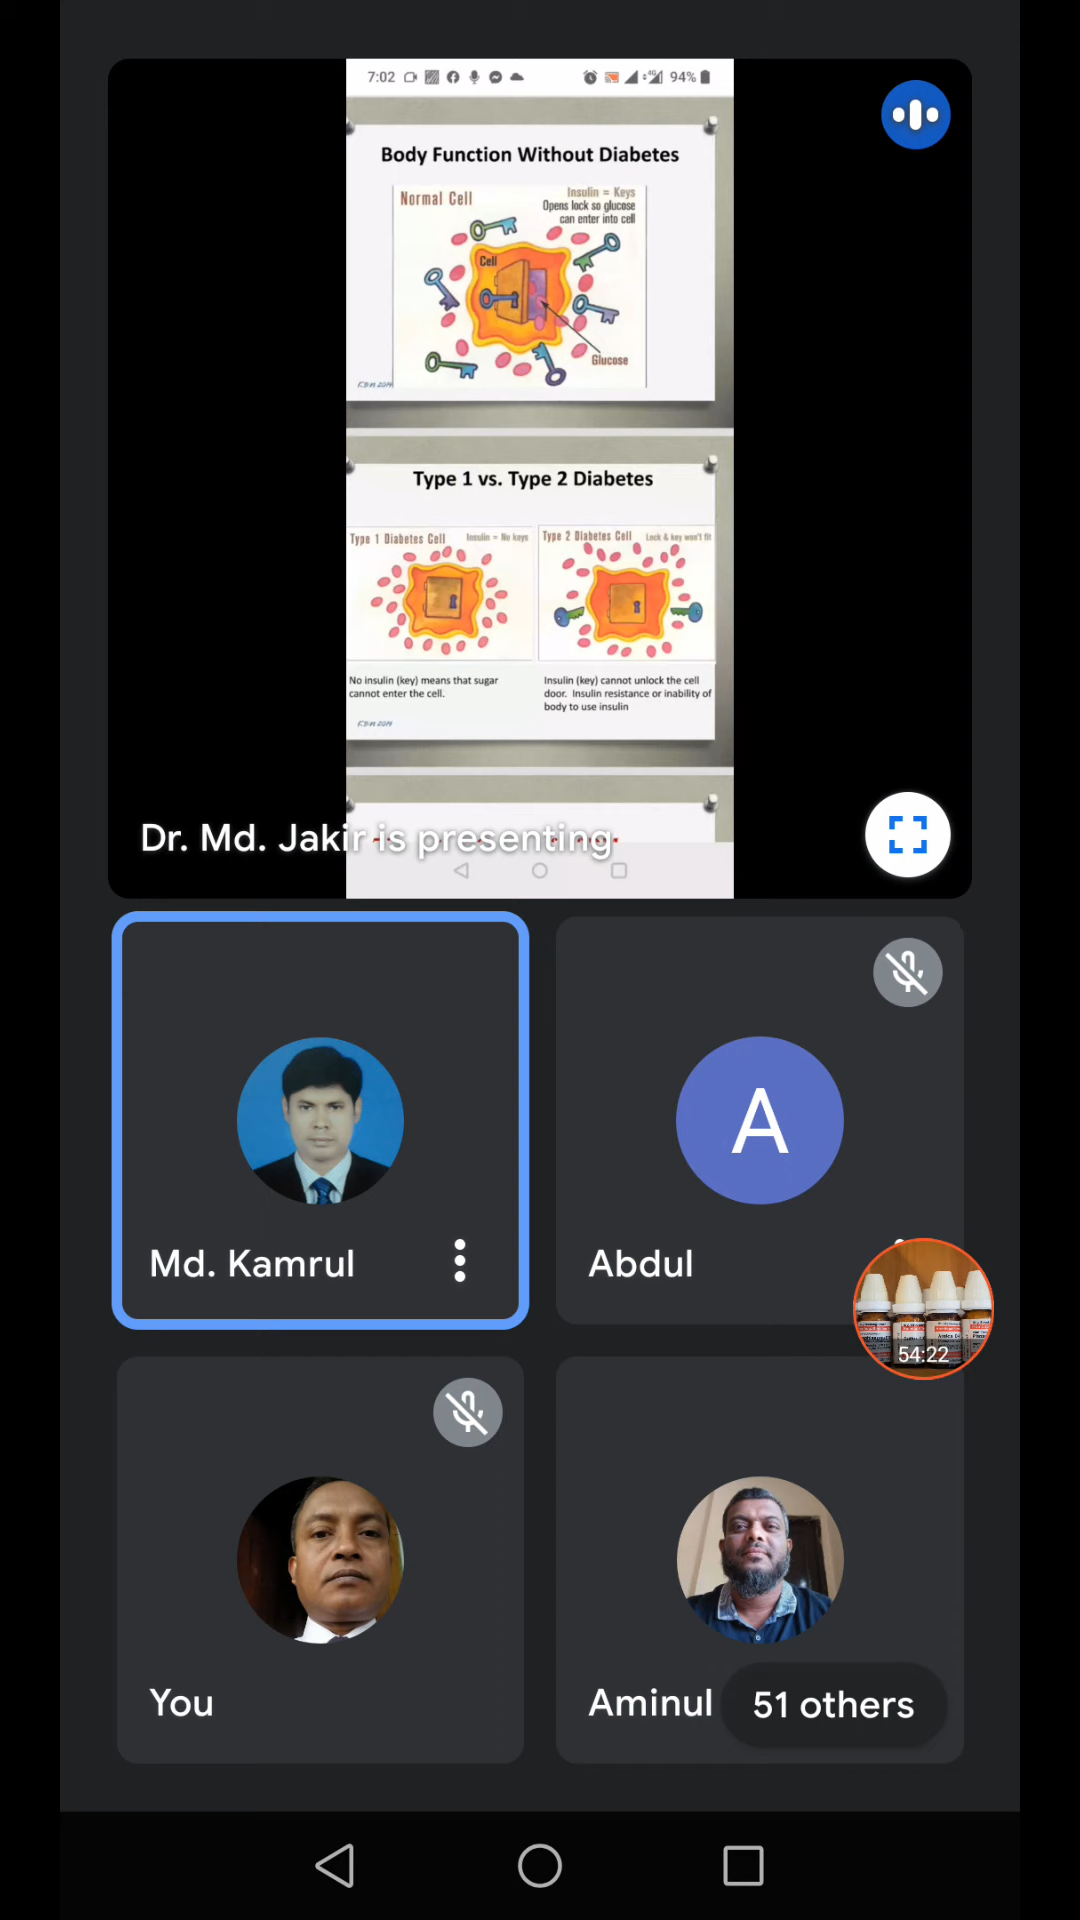 7:02
4G
94%
Body Function Without Diabetes
Normal Cell
Insulin = Keys
Opens lock so glucose
can enter into cell
Cell
Glucose
Type 1 vs. Type 2 Diabetes
Type 1 Diabetes Cell
Insulin = No keys
Type 2 Diabetes Cell
Lock & key won't fit
No insulin (key) means that sugar
cannot enter the cell.
Insulin (key) cannot unlock the cell
door. Insulin resistance or inability of
body to use insulin
Dr. Md. Jakir is presenting
Md. Kamrul
A
Abdul
54:22
You
Aminul
51 others